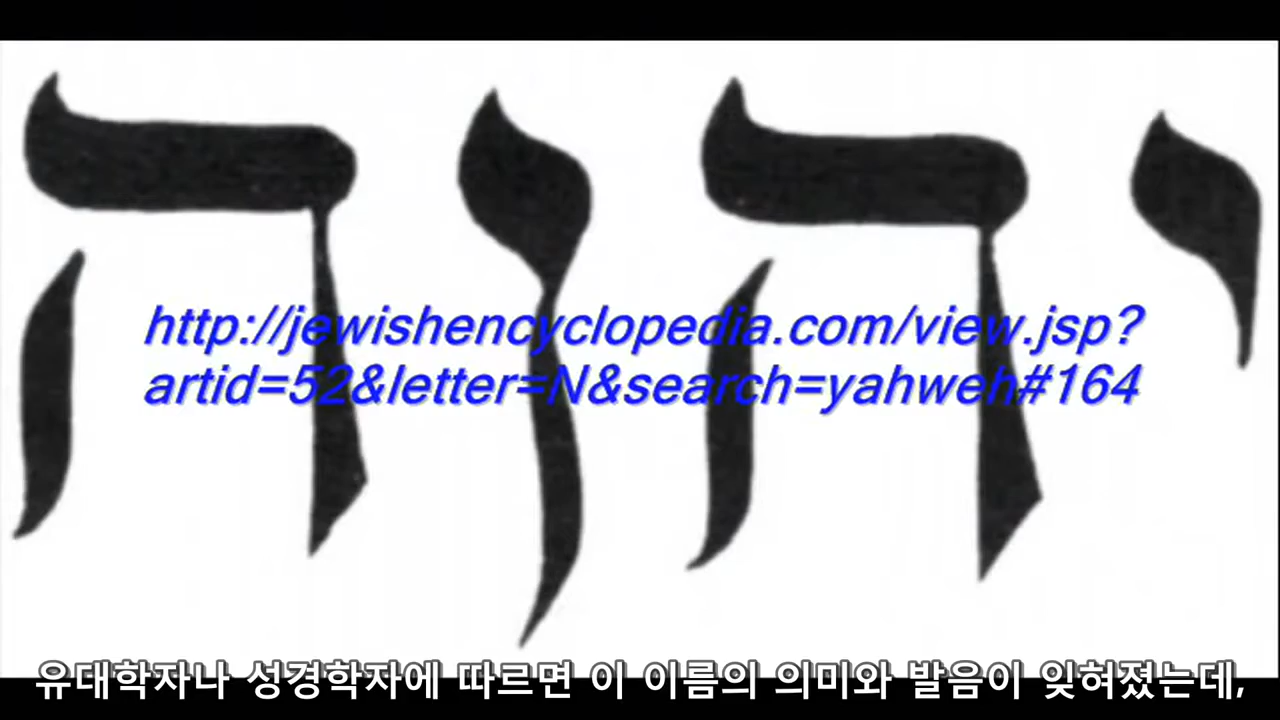 יהוה
http://jewishencyclopedia.com/view.jsp?
artid=52&letter=N&search=yahweh#164
유대학자나 성경학자에 따르면 이 이름의 의미와 발음이 잊혀졌는데,